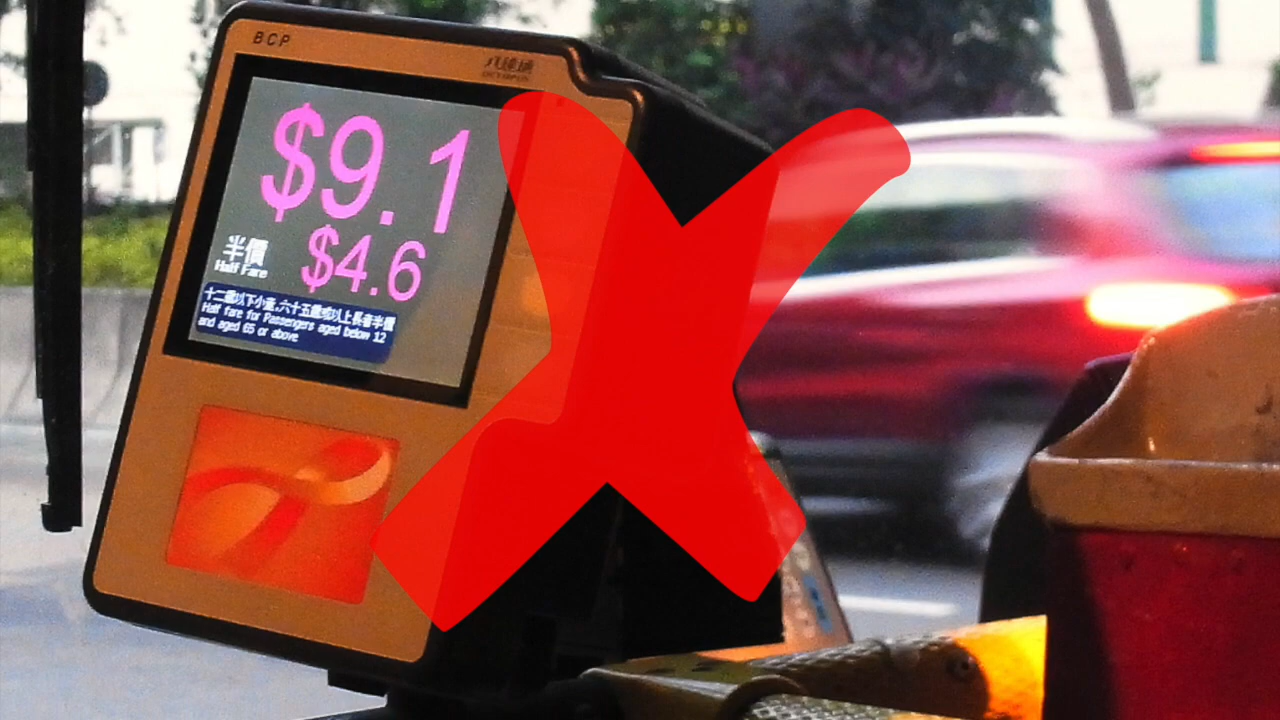 BCP
八達通
OCTOPUS
$9.1
$4.6
半價
Half Fare
十二歲以下小童,六十五歲或以上長者半價
Half fare for Passengers aged below 12
and aged 65 or above